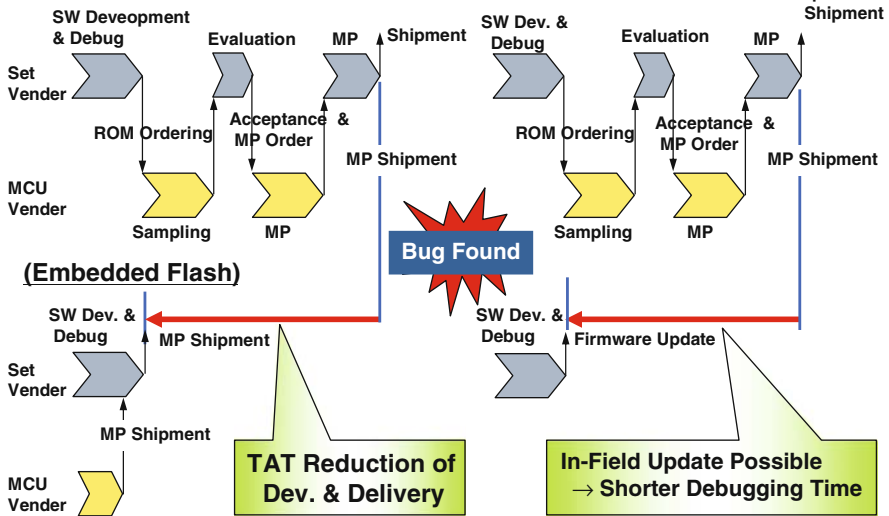 SW Deveopment
& Debug
Evaluation
MP
Shipment
Set
Vender
ROM Ordering
Acceptance &
MP Order
MP Shipment
MCU
Vender
Sampling
MP
SW Dev. &
Debug
Evaluation
MP
Shipment
ROM Ordering
Acceptance &
MP Order
MP Shipment
Sampling
MP
Bug Found
(Embedded Flash)
SW Dev. &
Debug
MP Shipment
Set
Vender
MP Shipment
MCU
Vender
TAT Reduction of
Dev. & Delivery
SW Dev. &
Debug
Firmware Update
In-Field Update Possible
→ Shorter Debugging Time